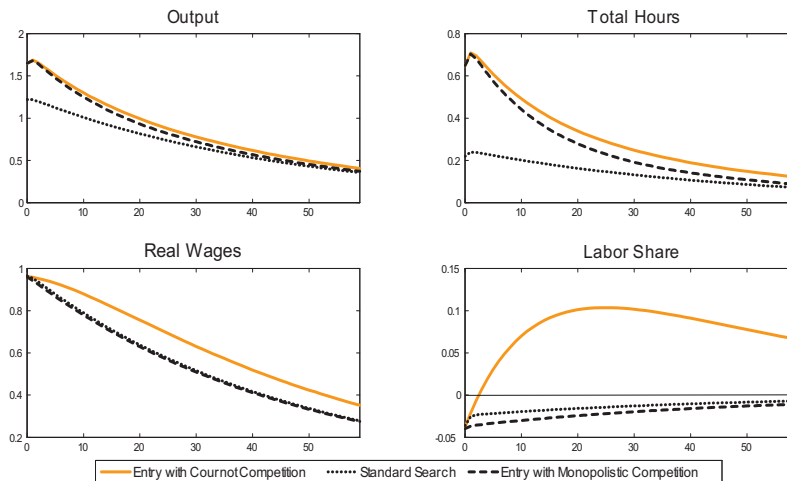 Output
Total Hours
2
1.5
1
0.5
0
0 10 20 30 40 50
0.8
0.6
0.4
0.2
0
0 10 20 30 40 50
Real Wages
Labor Share
1
0.8
0.6
0.4
0.2
0 10 20 30 40 50
0.15
0.1
0.05
0
-0.05
0 10 20 30 40 50
Entry with Cournot Competition Standard Search Entry with Monopolistic Competition